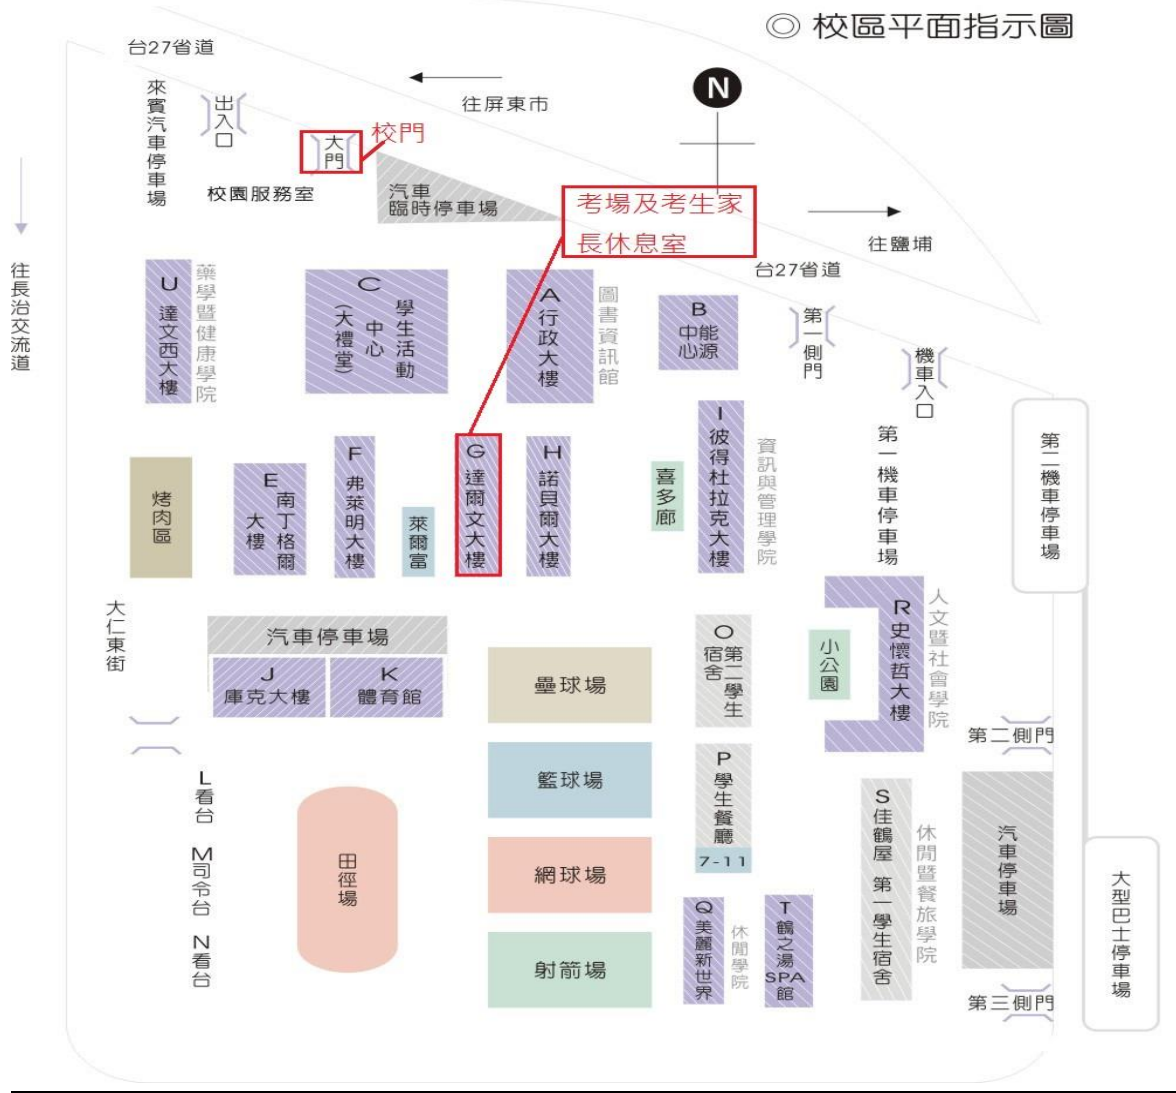 ◎ 校區平面指示圖
台27省道
往屏東市
N
來賓汽車停車場
出入口
大門
校門
校園服務室
汽車
臨時停車場
考場及考生家
長休息室
往鹽埔
台27省道
往長治交流道
U 達文西大樓
藥學暨健康學院
C
學生活動
中心
(大禮堂)
A 行政大樓
圖書資訊館
B
中能
心源
第一側門
機車入口
烤肉區
E
南丁格爾
大樓
F 弗萊明大樓
萊爾富
G 達爾文大樓
H 諾貝爾大樓
喜多廊
I 彼得杜拉克大樓
資訊與管理學院
第一機車停車場
第二機車停車場
大仁東街
汽車停車場
J
庫克大樓
K
體育館
壘球場
O
第二學生
宿舍
小公園
R 史懷哲大樓
人文暨社會學院
第二側門
L看台
M司令台
N看台
田徑場
籃球場
P 學生餐廳
7-11
S 佳鶴屋 第一學生宿舍
休閒暨餐旅學院
汽車停車場
大型巴士停車場
網球場
射箭場
Q 美麗新世界
休閒學院
T 鶴之湯SPA館
第三側門